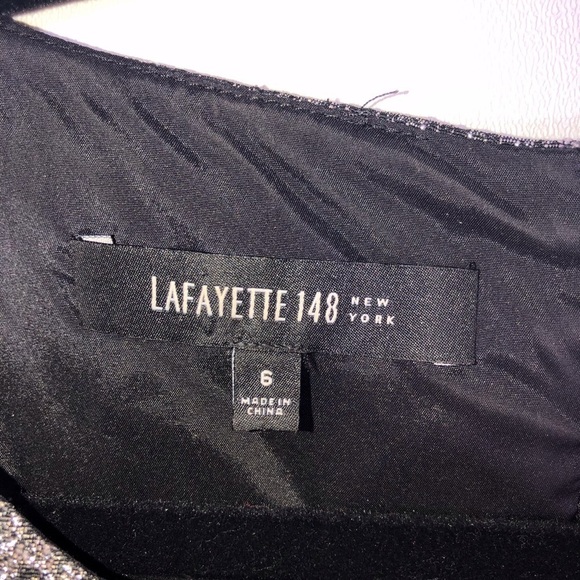 LAFAYETTE 148 NEW YORK
6
MADE IN
CHINA